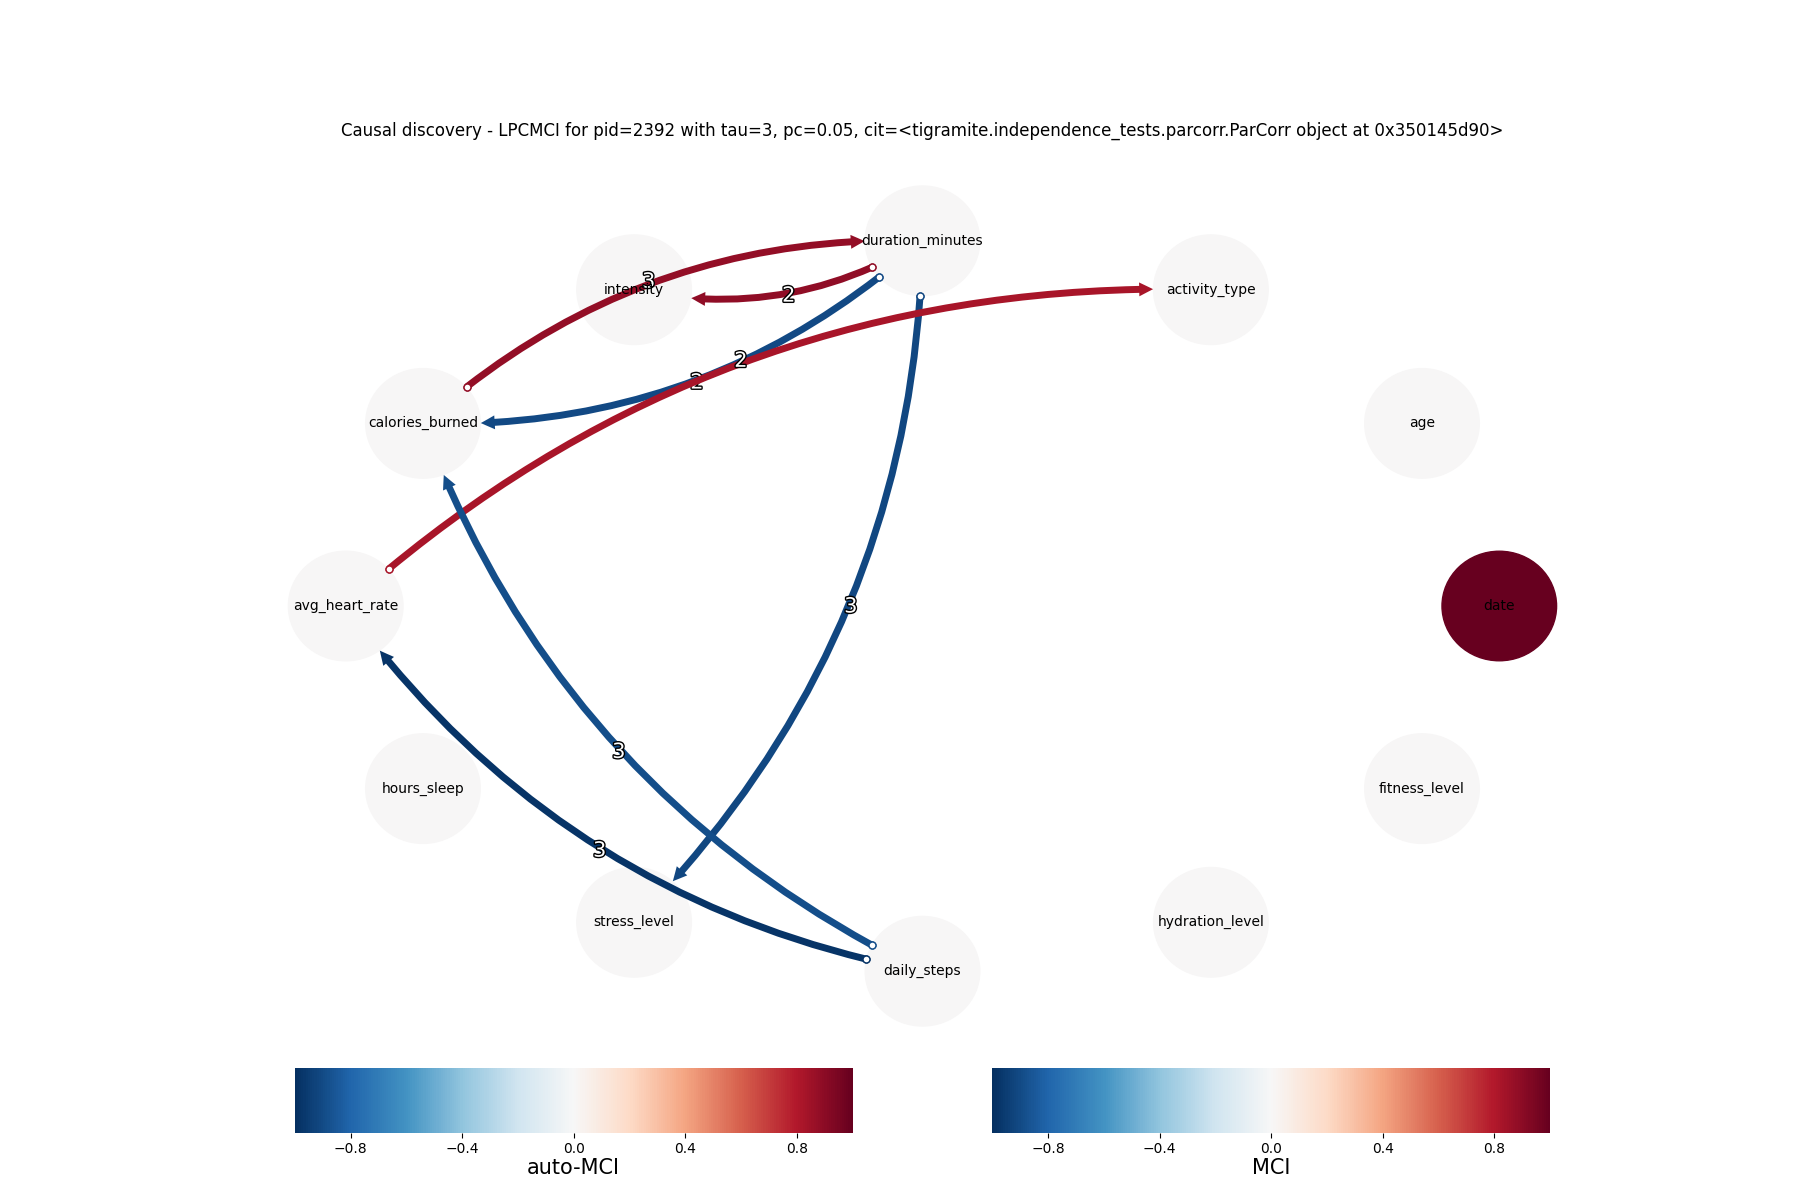 Causal discovery - LPCMCI for pid=2392 with tau=3, pc=0.05, cit=<tigramite.independence_tests.parcorr.ParCorr object at 0x350145d90>
duration_minutes
3
intensity
2
activity_type
2
2
calories_burned
age
avg_heart_rate
3
date
3
hours_sleep
fitness_level
3
stress_level
hydration_level
daily_steps
−0.8 −0.4 0.0 0.4 0.8
auto-MCI
−0.8 −0.4 0.0 0.4 0.8
MCI